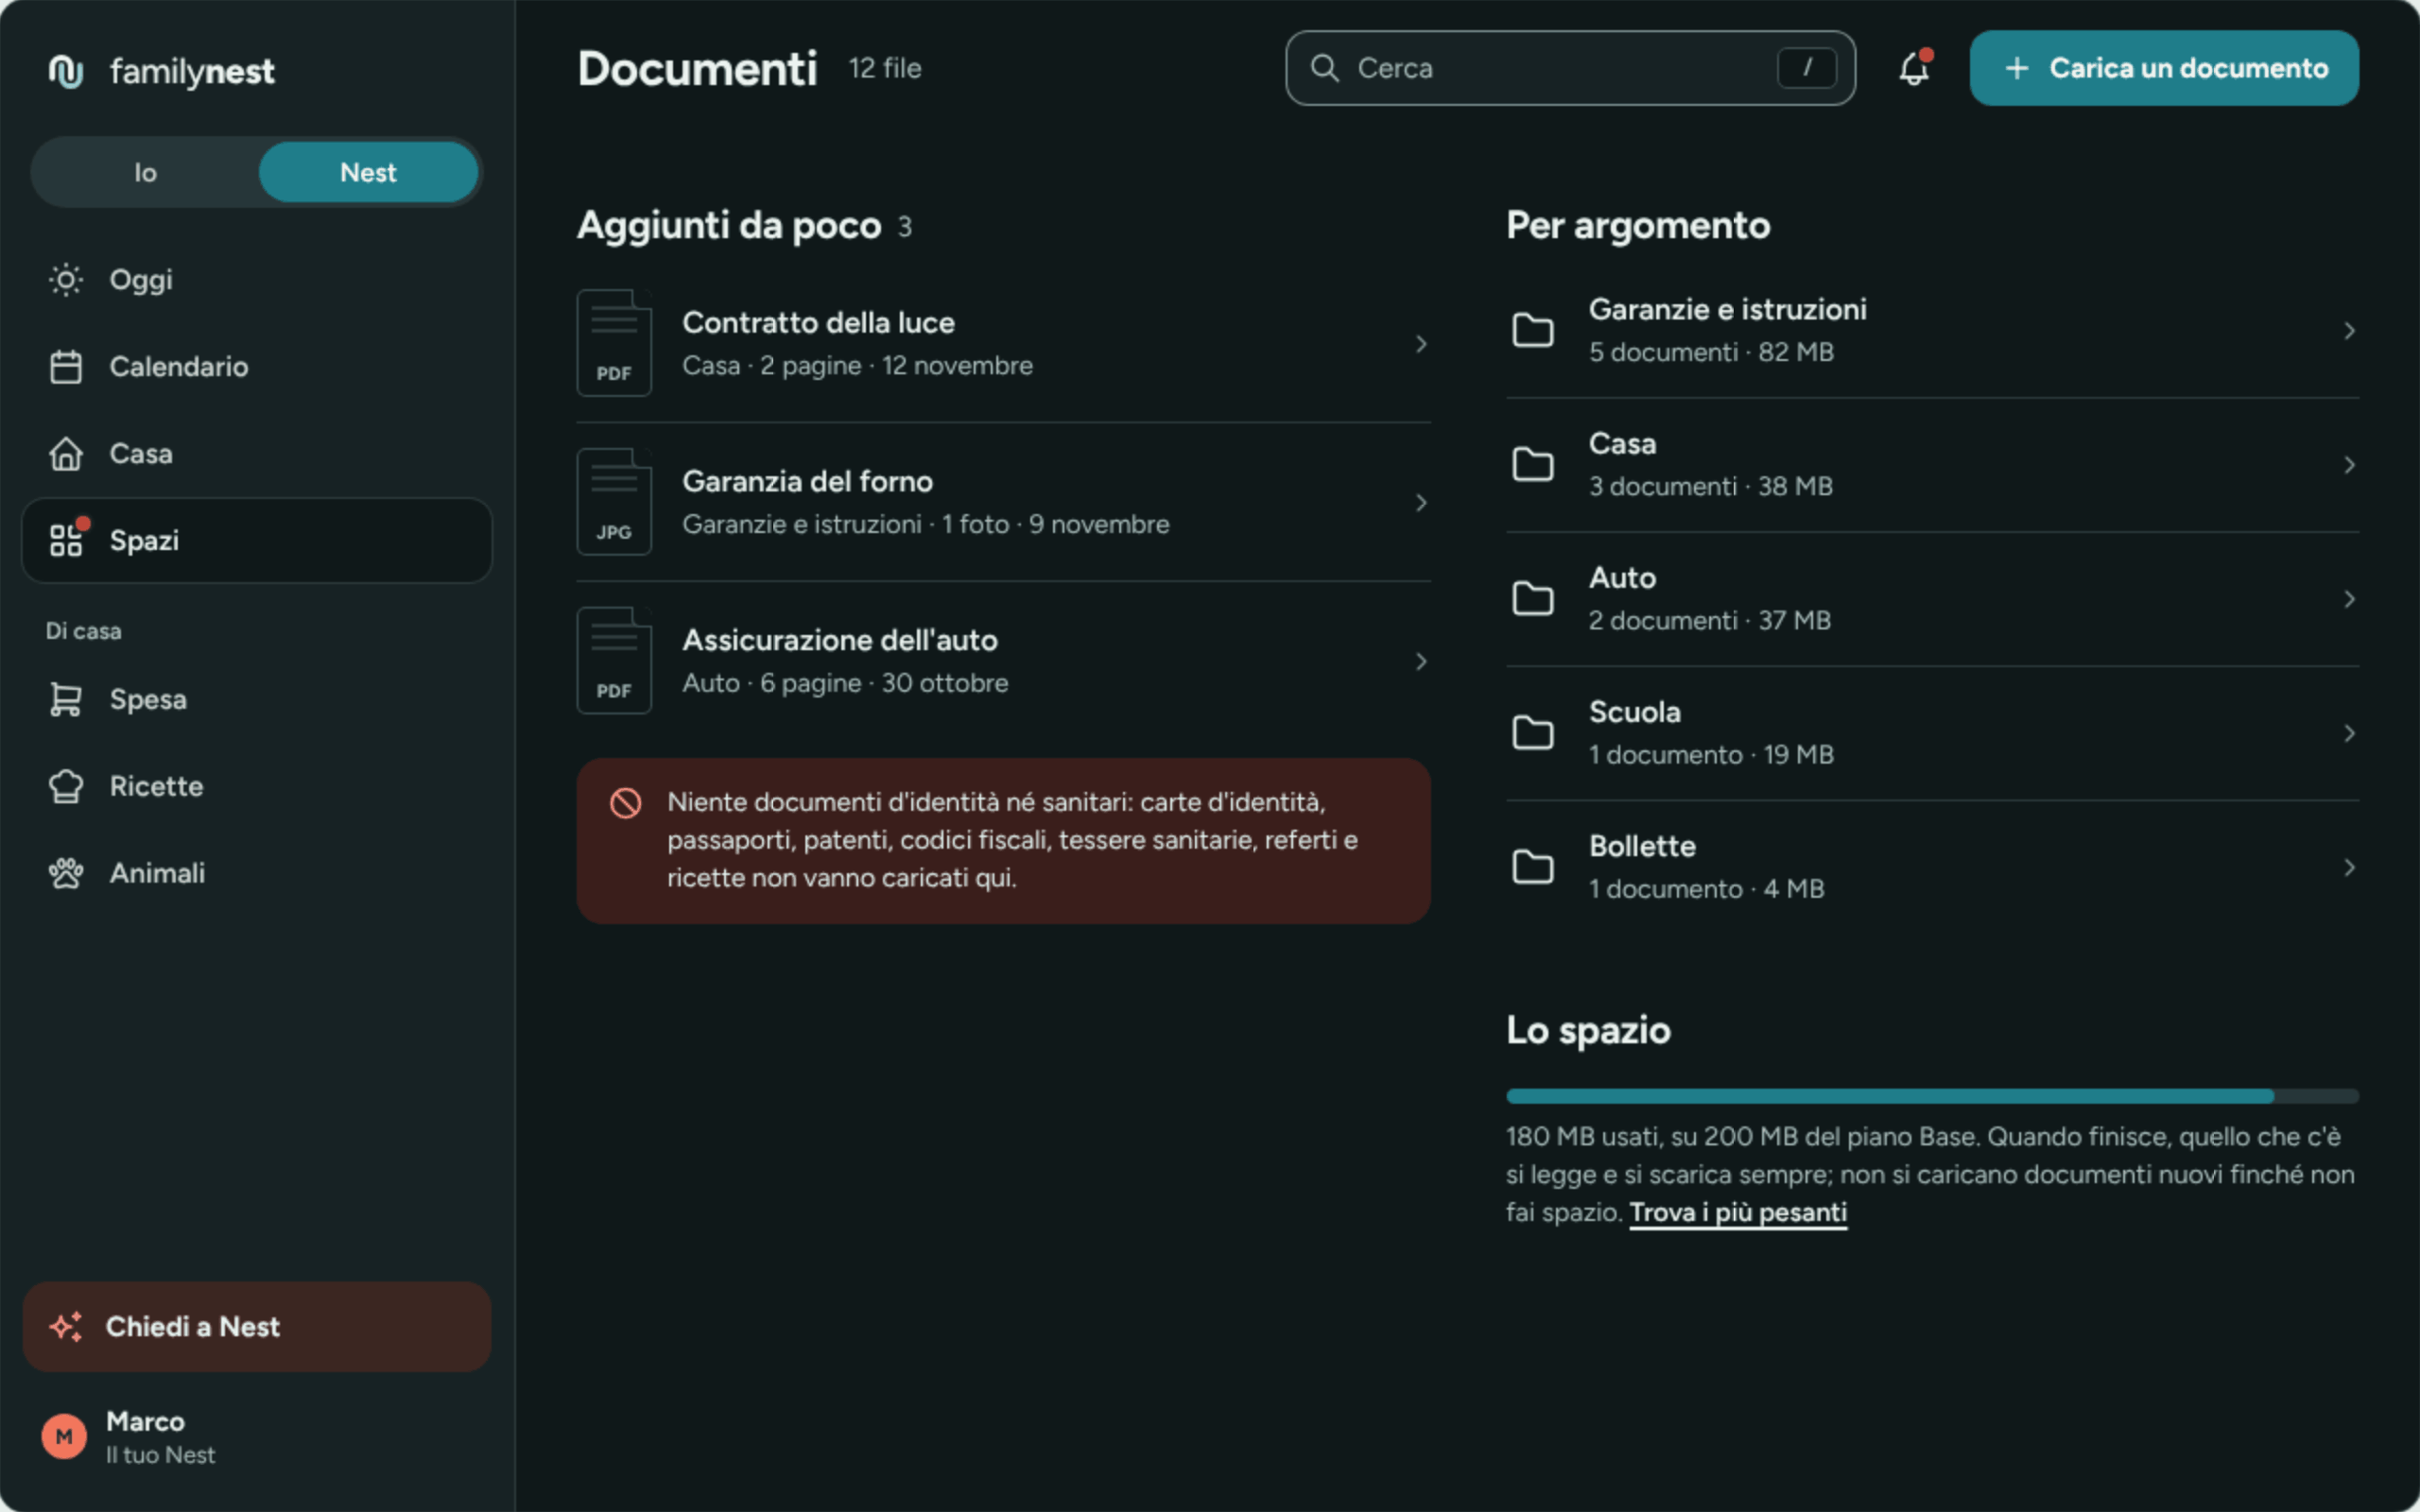 familynest
Io
Nest
Oggi
Calendario
Casa
Spazi
Di casa
Spesa
Ricette
Animali
Chiedi a Nest
M
Marco
Il tuo Nest
Documenti 12 file
Cerca /
+ Carica un documento
Aggiunti da poco 3
PDF
Contratto della luce
Casa · 2 pagine · 12 novembre
JPG
Garanzia del forno
Garanzie e istruzioni · 1 foto · 9 novembre
PDF
Assicurazione dell'auto
Auto · 6 pagine · 30 ottobre
Niente documenti d'identità né sanitari: carte d'identità,
passaporti, patenti, codici fiscali, tessere sanitarie, referti e
ricette non vanno caricati qui.
Per argomento
Garanzie e istruzioni
5 documenti · 82 MB
Casa
3 documenti · 38 MB
Auto
2 documenti · 37 MB
Scuola
1 documento · 19 MB
Bollette
1 documento · 4 MB
Lo spazio
180 MB usati, su 200 MB del piano Base. Quando finisce, quello che c'è
si legge e si scarica sempre; non si caricano documenti nuovi finché non
fai spazio. Trova i più pesanti